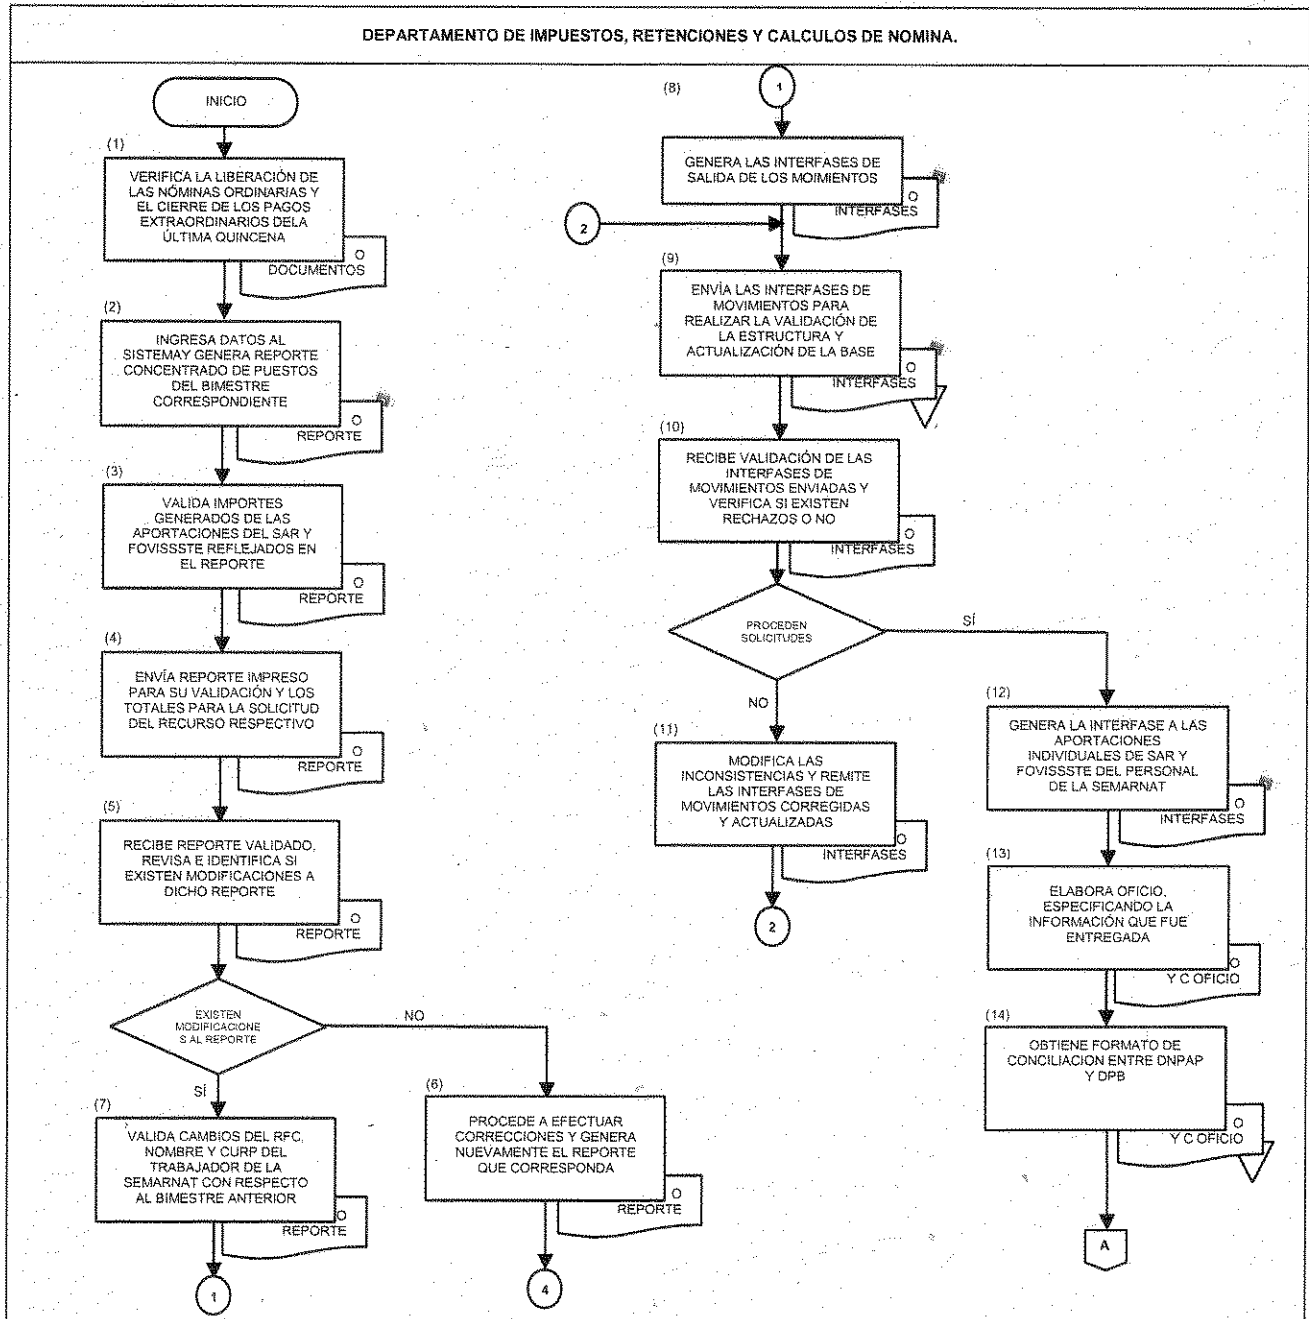 DEPARTAMENTO DE IMPUESTOS, RETENCIONES Y CALCULOS DE NOMINA.
INICIO
(1)
VERIFICA LA LIBERACIÓN DE
LAS NÓMINAS ORDINARIAS Y
EL CIERRE DE LOS PAGOS
EXTRAORDINARIOS DELA
ÚLTIMA QUINCENA
O
DOCUMENTOS
(2)
INGRESA DATOS AL
SISTEMAY GENERA REPORTE
CONCENTRADO DE PUESTOS
DEL BIMESTRE
CORRESPONDIENTE
O
REPORTE
(3)
VALIDA IMPORTES
GENERADOS DE LAS
APORTACIONES DEL SAR Y
FOVISSSTE REFLEJADOS EN
EL REPORTE
O
REPORTE
(4)
ENVÍA REPORTE IMPRESO
PARA SU VALIDACIÓN Y LOS
TOTALES PARA LA SOLICITUD
DEL RECURSO RESPECTIVO
O
REPORTE
(5)
RECIBE REPORTE VALIDADO,
REVISA E IDENTIFICA SI
EXISTEN MODIFICACIONES A
DICHO REPORTE
O
REPORTE
EXISTEN
MODIFICACIONE
S AL REPORTE
NO
SÍ
(7)
VALIDA CAMBIOS DEL RFC,
NOMBRE Y CURP DEL
TRABAJADOR DE LA
SEMARNAT CON RESPECTO
AL BIMESTRE ANTERIOR
O
REPORTE
1
(6)
PROCEDE A EFECTUAR
CORRECCIONES Y GENERA
NUEVAMENTE EL REPORTE
QUE CORRESPONDA
O
REPORTE
4
(8)
1
GENERA LAS INTERFASES DE
SALIDA DE LOS MOIMIENTOS
O
INTERFASES
2
(9)
ENVÍA LAS INTERFASES DE
MOVIMIENTOS PARA
REALIZAR LA VALIDACIÓN DE
LA ESTRUCTURA Y
ACTUALIZACIÓN DE LA BASE
O
INTERFASES
(10)
RECIBE VALIDACIÓN DE LAS
INTERFASES DE
MOVIMIENTOS ENVIADAS Y
VERIFICA SI EXISTEN
RECHAZOS O NO
O
INTERFASES
PROCEDEN
SOLICITUDES
SÍ
NO
(11)
MODIFICA LAS
INCONSISTENCIAS Y REMITE
LAS INTERFASES DE
MOVIMIENTOS CORREGIDAS
Y ACTUALIZADAS
O
INTERFASES
2
(12)
GENERA LA INTERFASE A LAS
APORTACIONES
INDIVIDUALES DE SAR Y
FOVISSSTE DEL PERSONAL
DE LA SEMARNAT
O
INTERFASES
(13)
ELABORA OFICIO,
ESPECIFICANDO LA
INFORMACIÓN QUE FUE
ENTREGADA
O
Y C OFICIO
(14)
OBTIENE FORMATO DE
CONCILIACION ENTRE DNPAP
Y DPB
O
Y C OFICIO
A